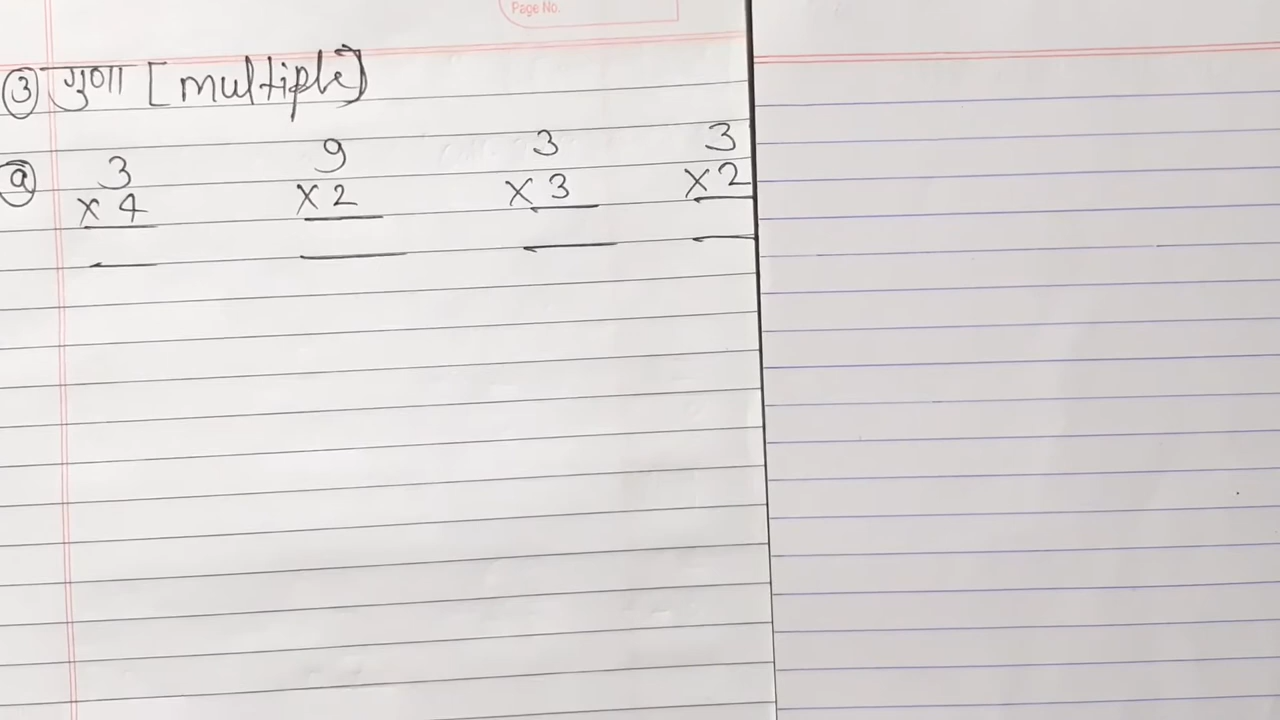 Page No.
③ गुणा [multiple]
ⓐ 3 9 3 3
× 4 × 2 × 3 × 2